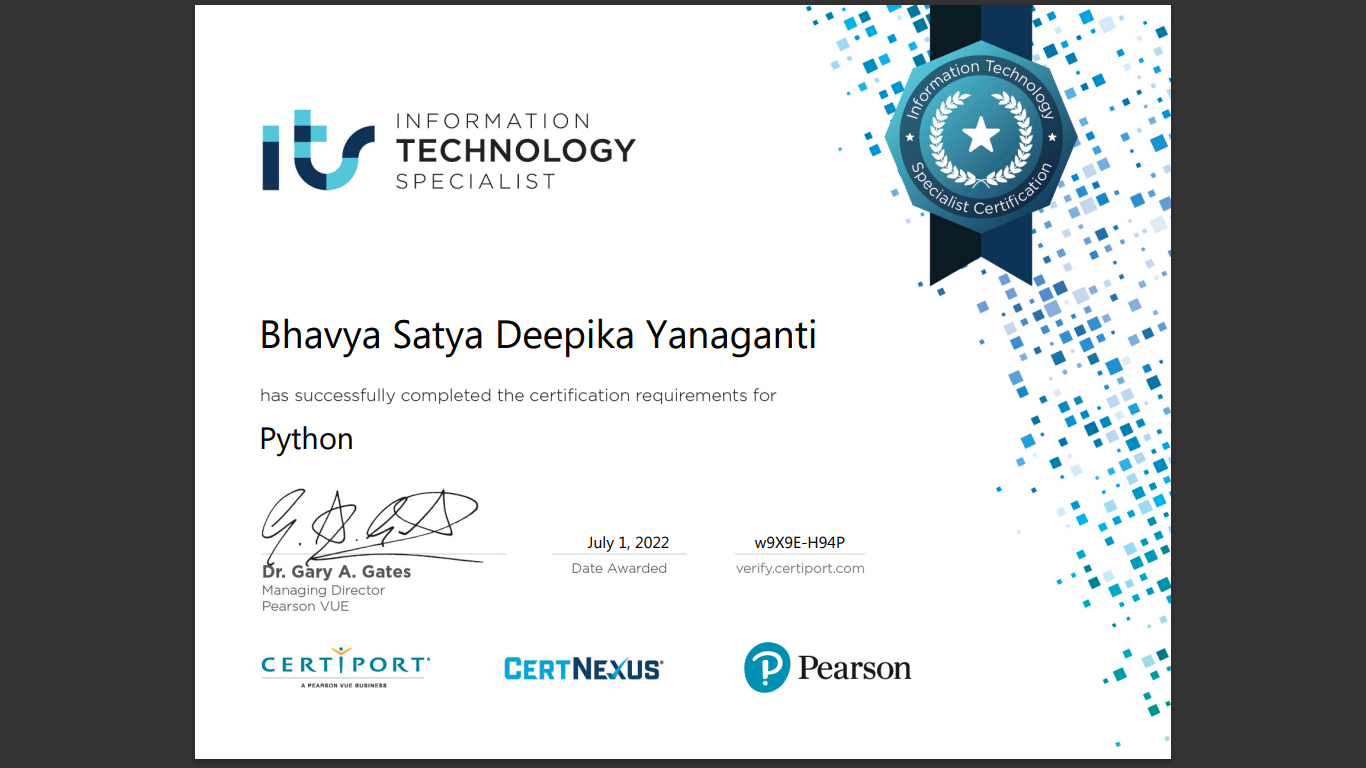 its
INFORMATION
TECHNOLOGY
SPECIALIST
Information Technology
Specialist Certification
Bhavya Satya Deepika Yanaganti
has successfully completed the certification requirements for
Python
July 1, 2022
w9X9E-H94P
Dr. Gary A. Gates
Date Awarded
verify.certiport.com
Managing Director
Pearson VUE
CERTIPORT
A PEARSON VUE BUSINESS
CERTNEXUS
P Pearson